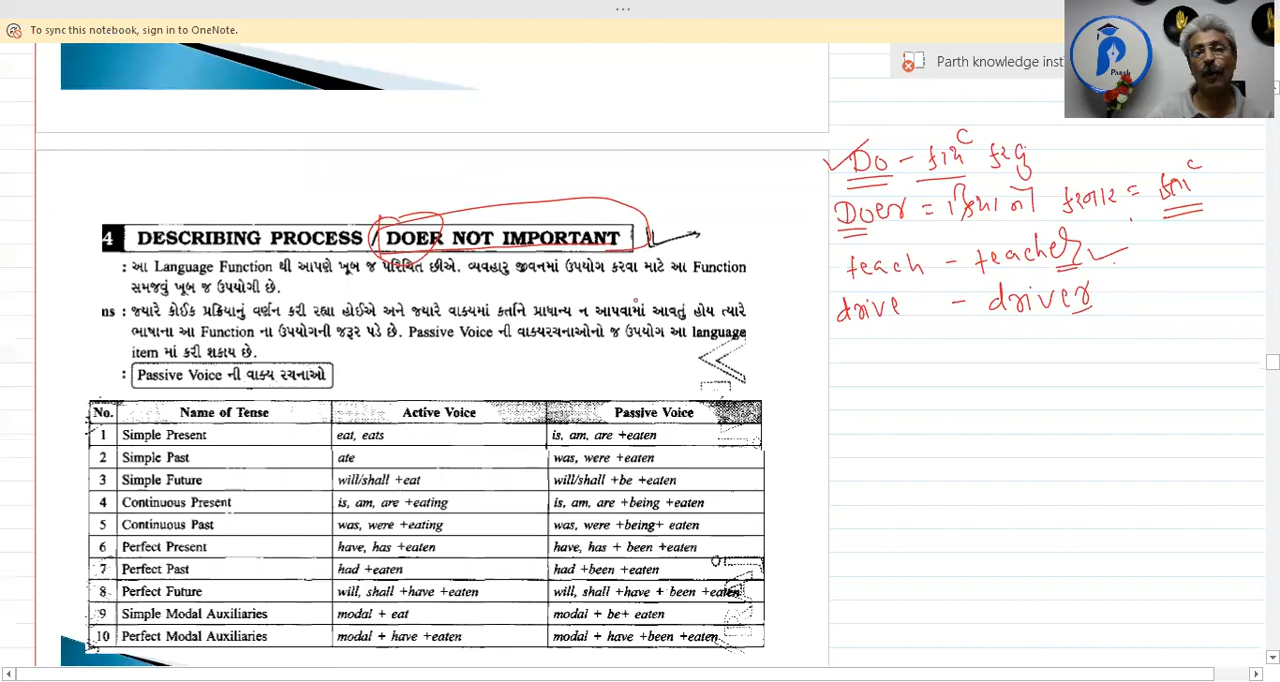 To sync this notebook, sign in to OneNote.
Parth knowledge inst
Parth
4 DESCRIBING PROCESS / DOER NOT IMPORTANT
: આ Language Function થી આપણે ખૂબ જ પરિચિત છીએ. વ્યવહારુ જીવનમાં ઉપયોગ કરવા માટે આ Function
સમજવું ખૂબ જ ઉપયોગી છે.
ns : જ્યારે કોઈક પ્રક્રિયાનું વર્ણન કરી રહ્યા હોઈએ અને જ્યારે વાક્યમાં કર્તાને પ્રાધાન્ય ન આપવામાં આવતું હોય ત્યારે
ભાષાના આ Function ના ઉપયોગની જરૂર પડે છે. Passive Voice ની વાક્યરચનાઓનો જ ઉપયોગ આ language
item માં કરી શકાય છે.
: Passive Voice ની વાક્ય રચનાઓ
No. Name of Tense Active Voice Passive Voice
1 Simple Present eat, eats is, am, are +eaten
2 Simple Past ate was, were +eaten
3 Simple Future will/shall +eat will/shall +be +eaten
4 Continuous Present is, am, are +eating is, am, are +being +eaten
5 Continuous Past was, were +eating was, were +being+ eaten
6 Perfect Present have, has +eaten have, has + been +eaten
7 Perfect Past had +eaten had +been +eaten
8 Perfect Future will, shall +have +eaten will, shall +have + been +eaten
9 Simple Modal Auxiliaries modal + eat modal + be+ eaten
10 Perfect Modal Auxiliaries modal + have +eaten modal + have +been +eaten
Do - કાર્ય કરવું
Doer = ક્રિયાનો કરનાર =
teach - teacher
drive - driver